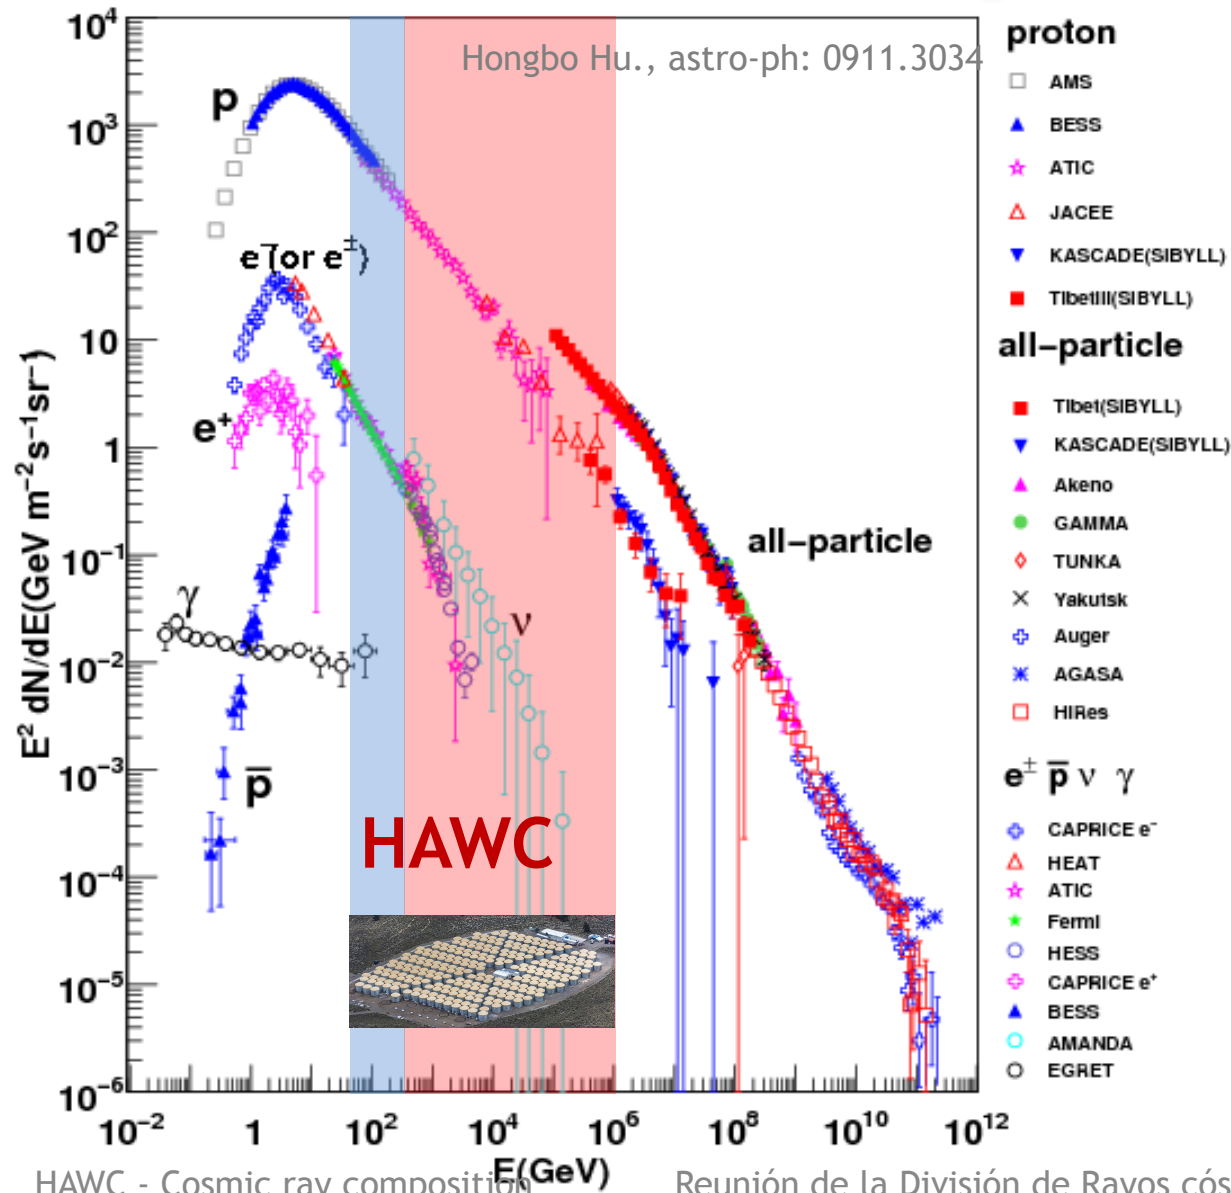 Hongbo Hu., astro-ph: 0911.3034
10⁴
10³
10²
10
1
10⁻¹
10⁻²
10⁻³
10⁻⁴
10⁻⁵
10⁻⁶
E² dN/dE(GeV m⁻²s⁻¹sr⁻¹)
p
e⁻(or e±)
e⁺
γ
p̅
ν
all-particle
HAWC
10⁻²
1
10²
10⁴
10⁶
10⁸
10¹⁰
10¹²
E(GeV)
proton
AMS
BESS
ATIC
JACEE
KASCADE(SIBYLL)
TibetIII(SIBYLL)
all-particle
Tibet(SIBYLL)
KASCADE(SIBYLL)
Akeno
GAMMA
TUNKA
Yakutsk
Auger
AGASA
HIRes
e± p̅ ν γ
CAPRICE e⁻
HEAT
ATIC
Fermi
HESS
CAPRICE e⁺
BESS
AMANDA
EGRET
HAWC - Cosmic ray composition
Reunión de la División de Rayos cós